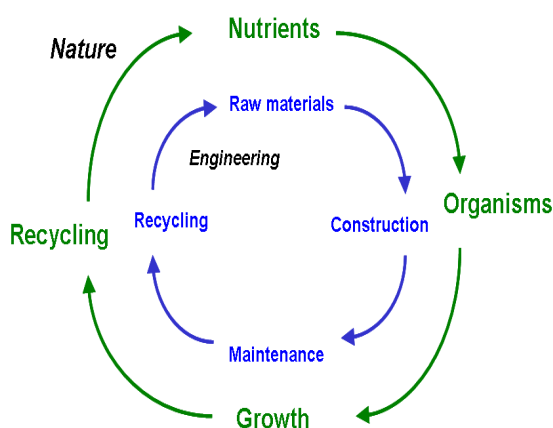 Nutrients
Nature
Raw materials
Engineering
Organisms
Recycling
Construction
Recycling
Maintenance
Growth